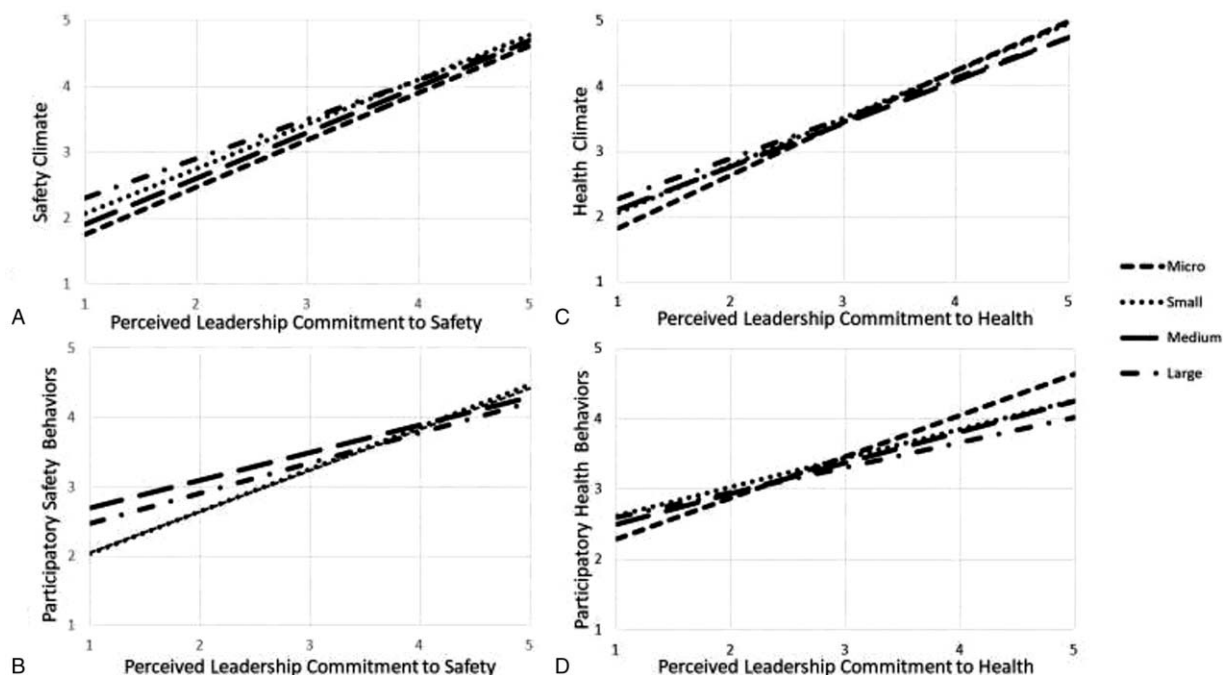 5
4
3
2
1
Safety Climate
1 2 3 4 5
A Perceived Leadership Commitment to Safety
5
4
3
2
1
Health Climate
1 2 3 4 5
C Perceived Leadership Commitment to Health
Micro
Small
Medium
Large
5
4
3
2
1
Participatory Safety Behaviors
1 2 3 4 5
B Perceived Leadership Commitment to Safety
5
4
3
2
1
Participatory Health Behaviors
1 2 3 4 5
D Perceived Leadership Commitment to Health